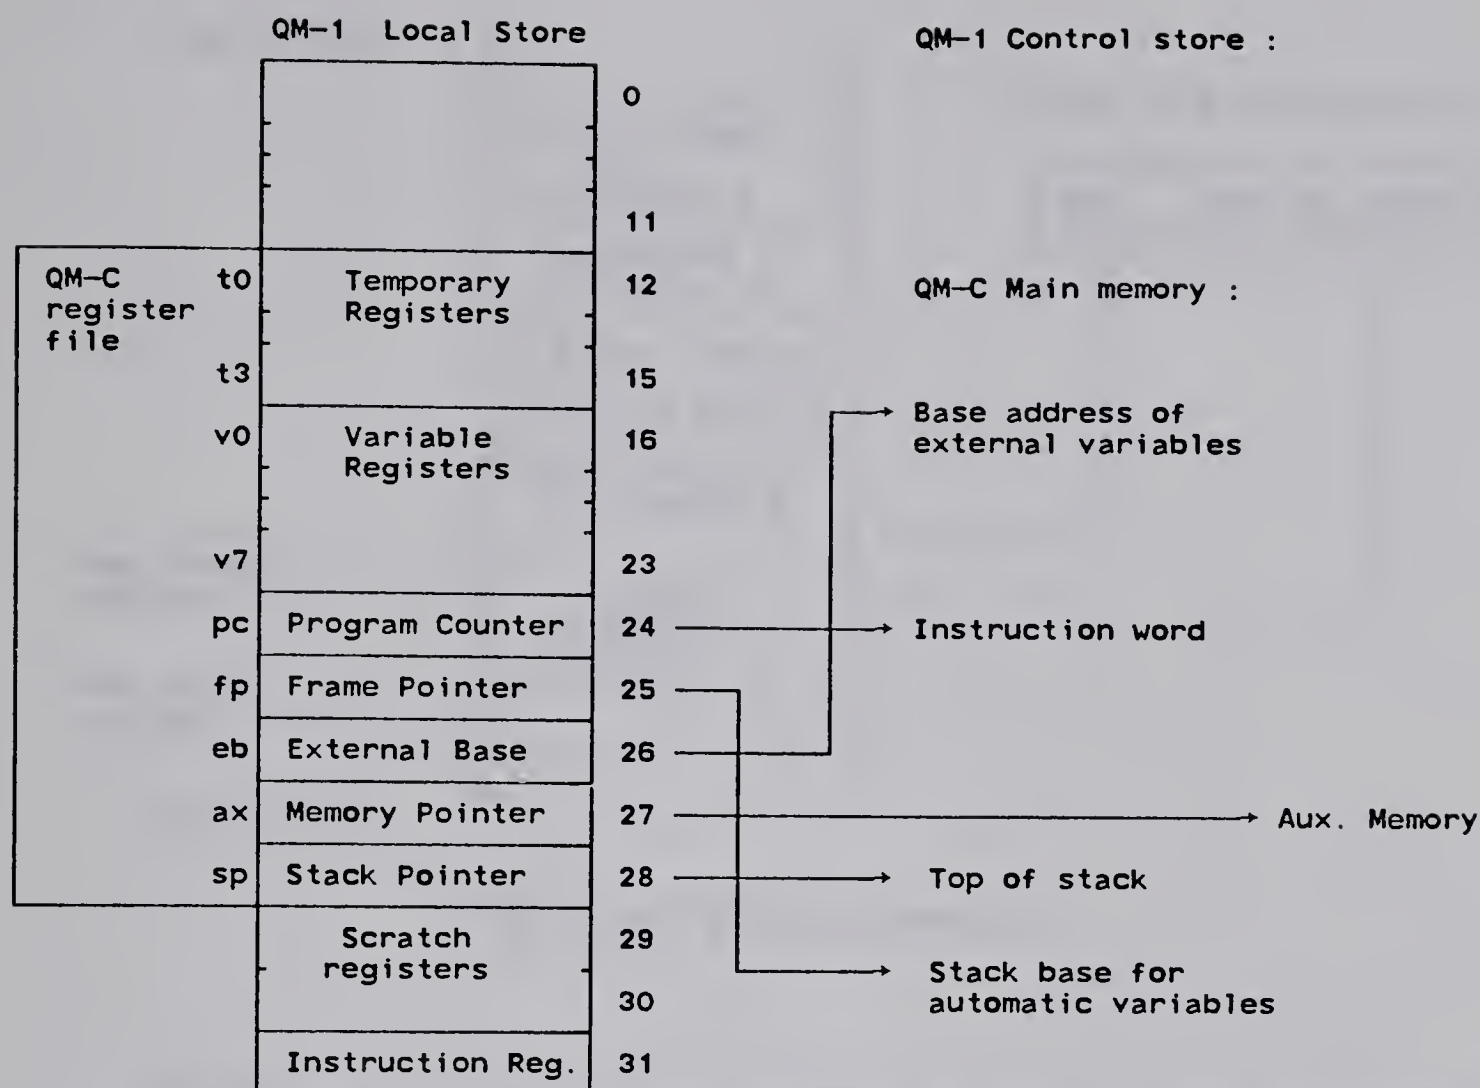 QM-1 Local Store
QM-1 Control store :
0
11
QM-C register file
t0
Temporary Registers
12
QM-C Main memory :
t3
15
v0
Variable Registers
16
Base address of external variables
v7
23
pc
Program Counter
24
Instruction word
fp
Frame Pointer
25
eb
External Base
26
ax
Memory Pointer
27
Aux. Memory
sp
Stack Pointer
28
Top of stack
Scratch registers
29
Stack base for automatic variables
30
Instruction Reg.
31